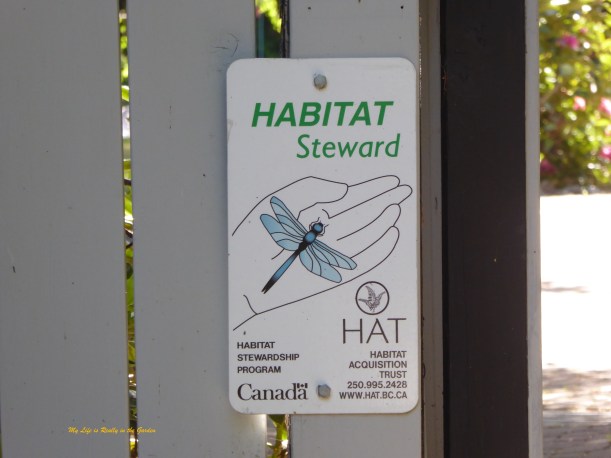 HABITAT
Steward
HAT
HABITAT
STEWARDSHIP
PROGRAM
Canada
HABITAT
ACQUISITION
TRUST
250.995.2428
WWW.HAT.BC.CA
My Life is Really in the Garden